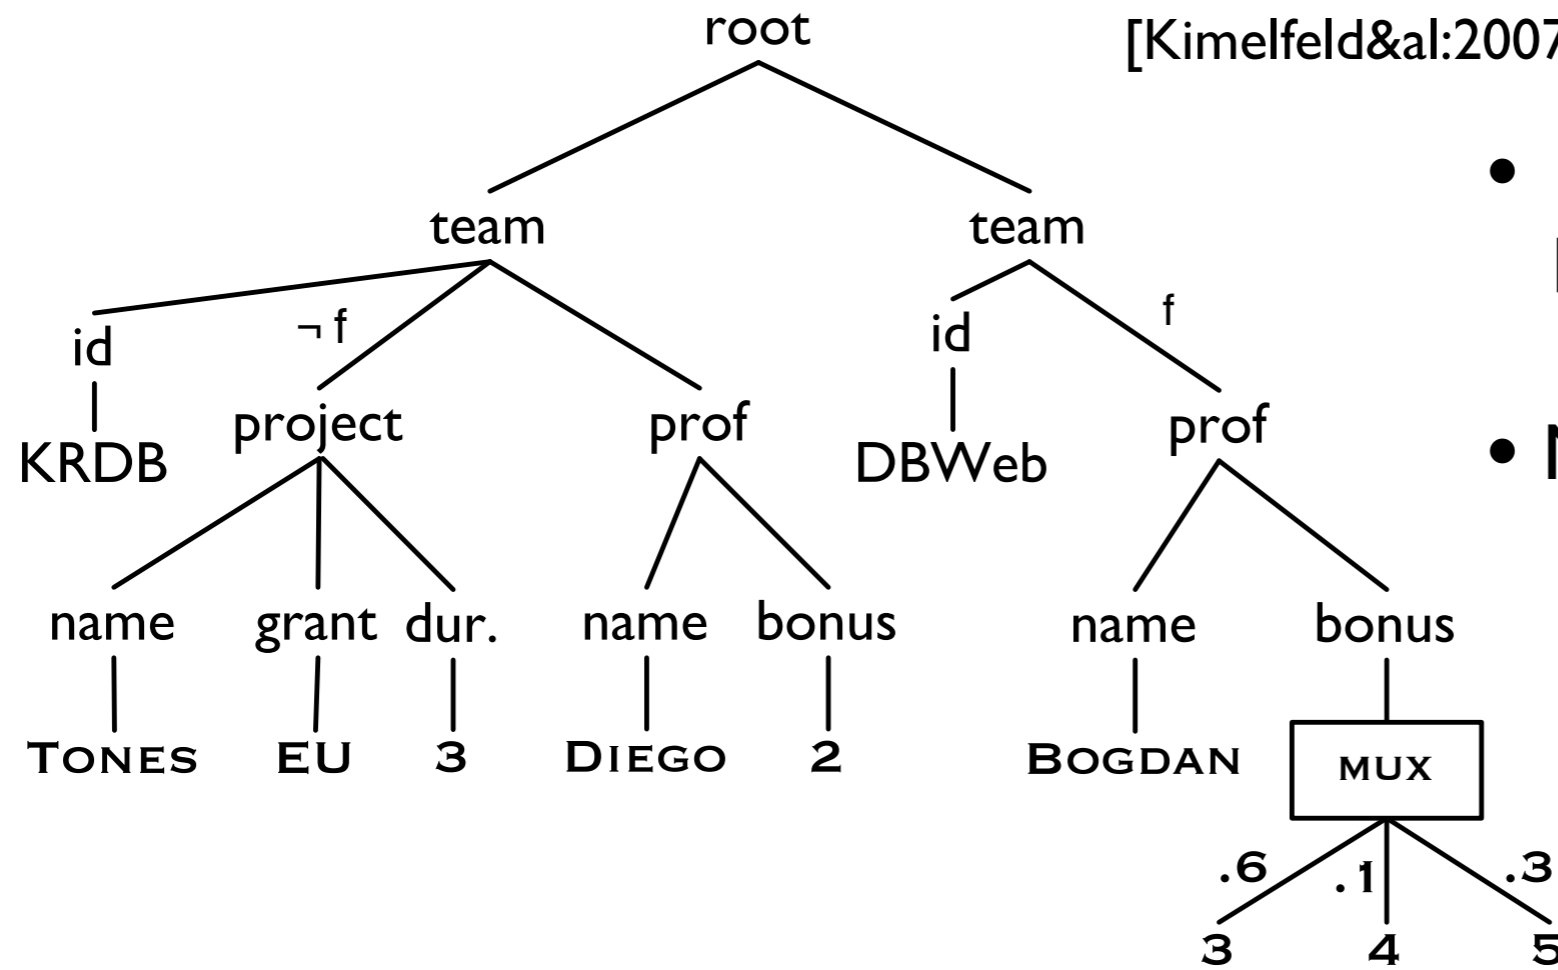 root
[Kimelfeld&al:2007
•
team team
id ¬ f id f
KRDB project prof DBWeb prof
•
name grant dur. name bonus name bonus
TONES EU 3 DIEGO 2 BOGDAN MUX
.6 .1 .3
3 4 5